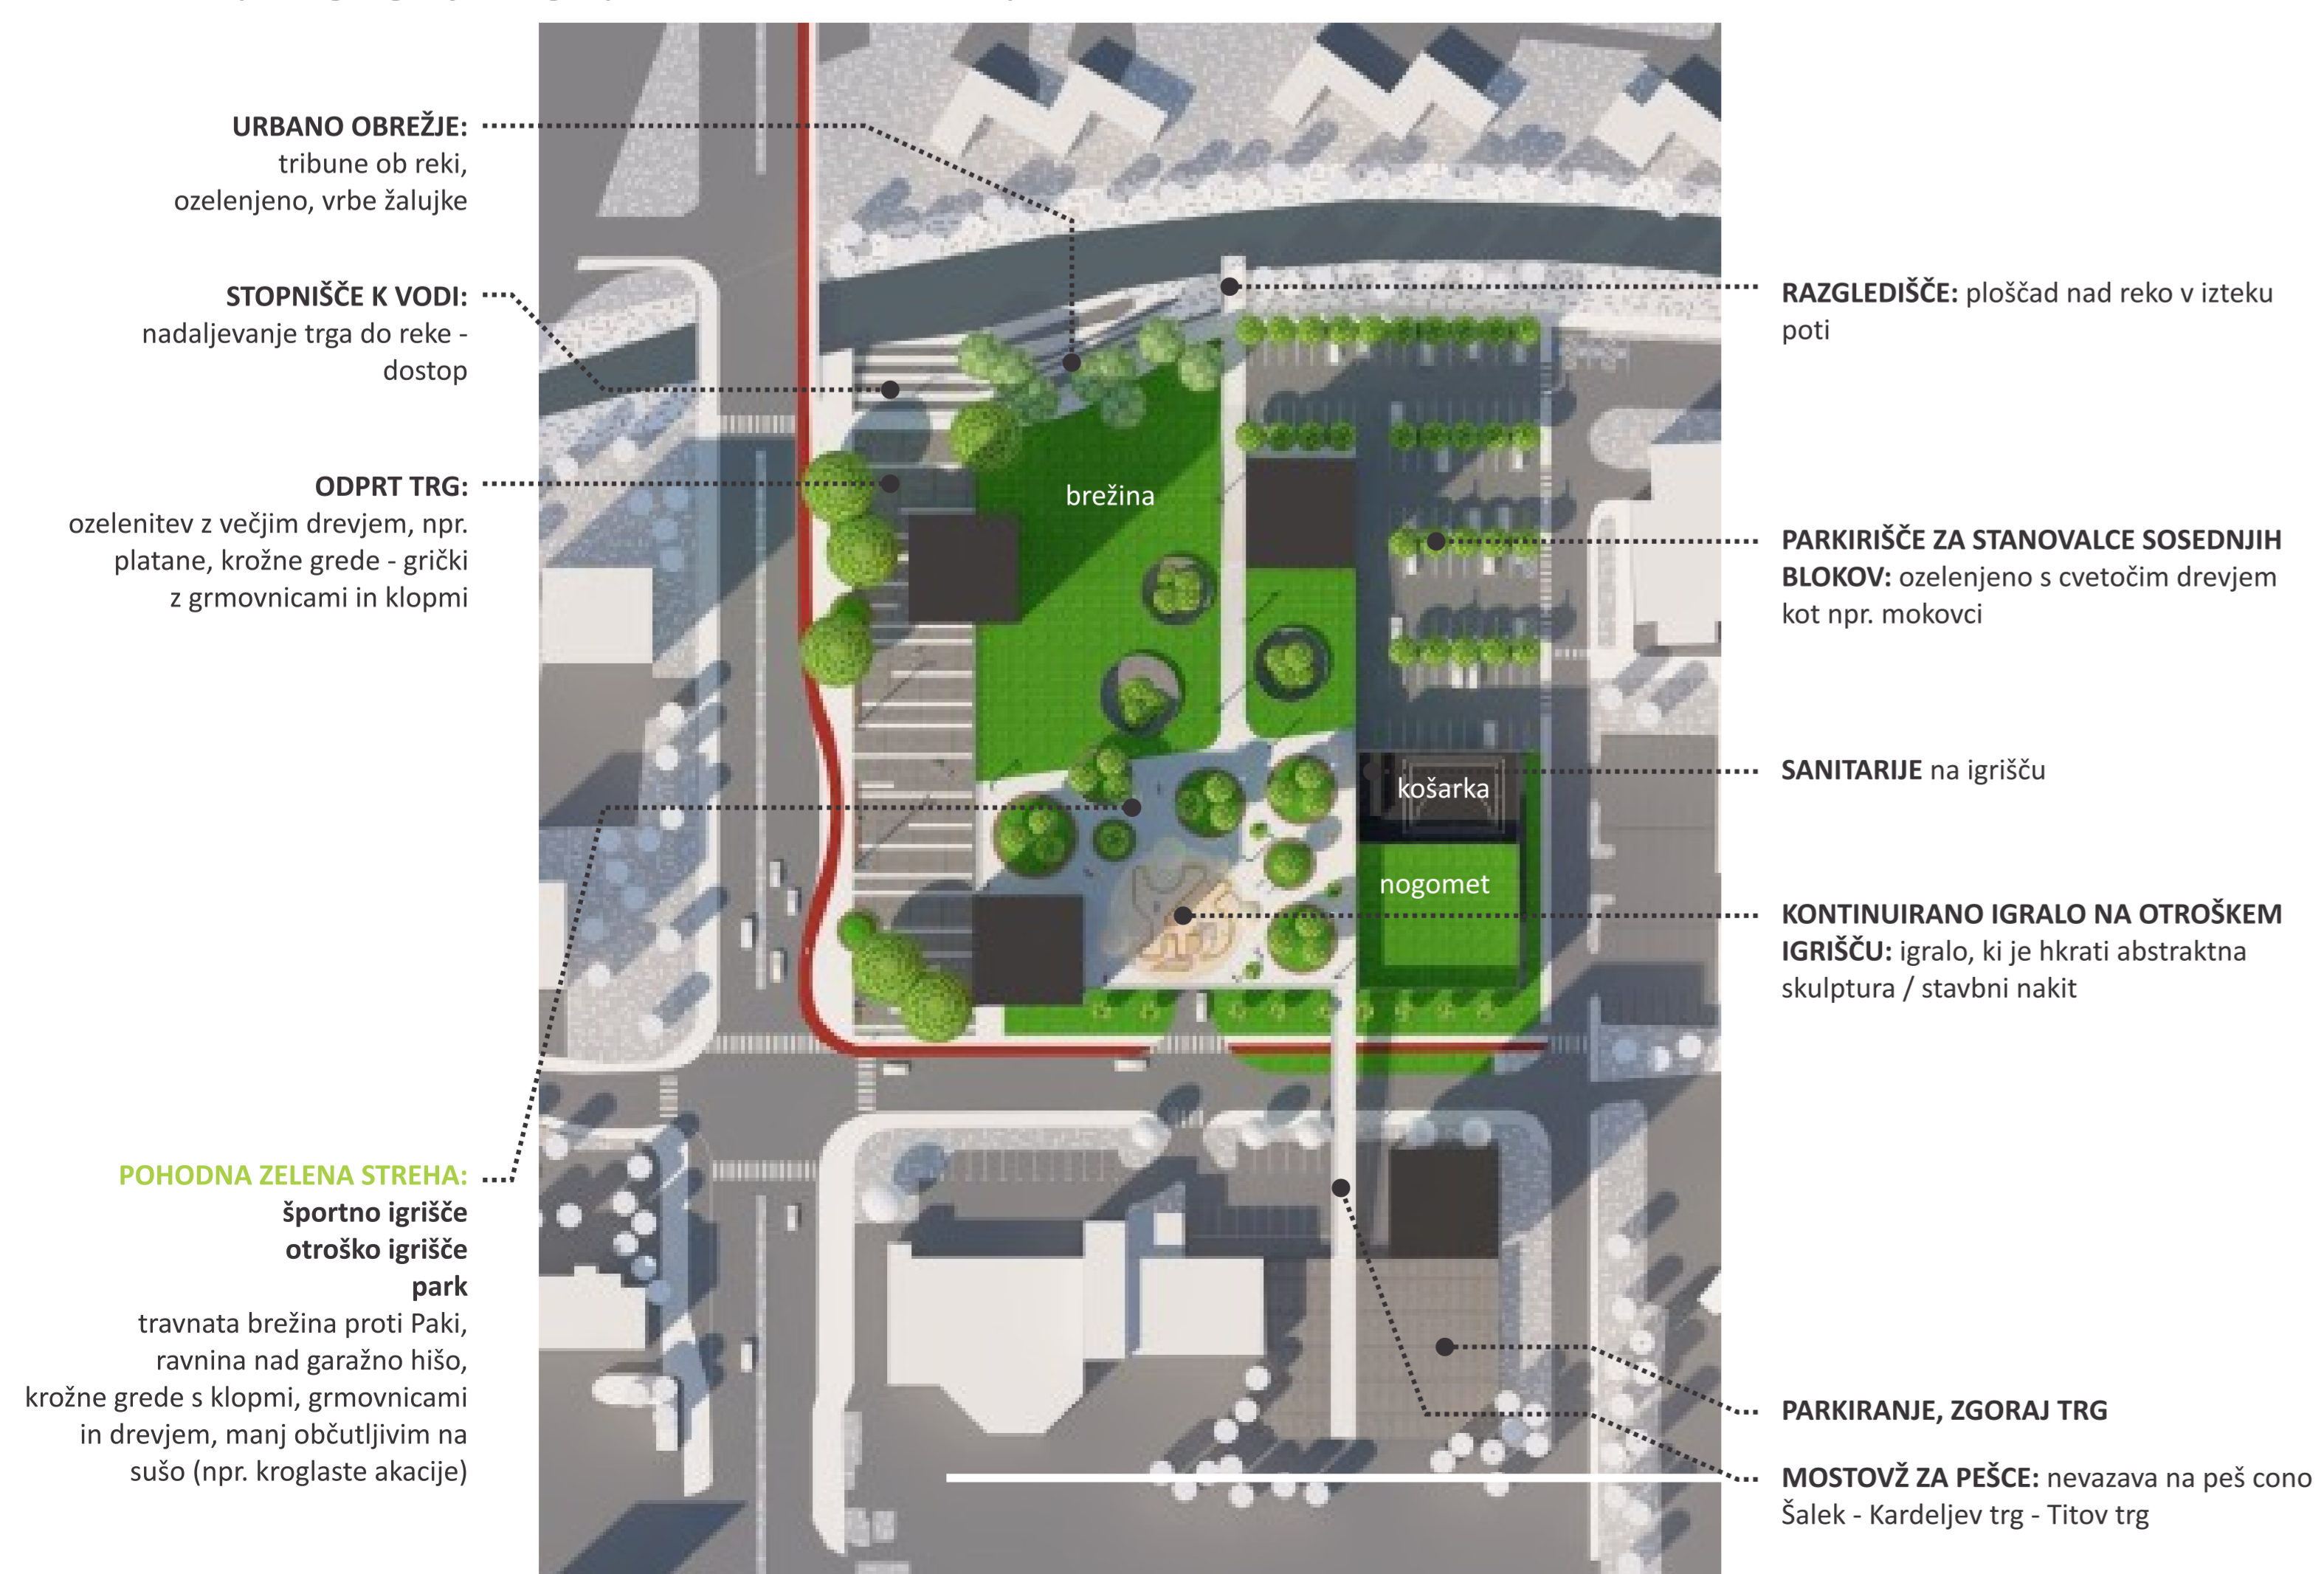 URBANO OBREŽJE:
tribune ob reki,
ozelenjeno, vrbe žalujke
STOPNIŠČE K VODI:
nadaljevanje trga do reke -
dostop
ODPRT TRG:
ozelenitev z večjim drevjem, npr.
platane, krožne grede - grički
z grmovnicami in klopmi
POHODNA ZELENA STREHA:
športno igrišče
otroško igrišče
park
travnata brežina proti Paki,
ravnina nad garažno hišo,
krožne grede s klopmi, grmovnicami
in drevjem, manj občutljivim na
sušo (npr. kroglaste akacije)
brežina
košarka
nogomet
RAZGLEDIŠČE: ploščad nad reko v izteku
poti
PARKIRIŠČE ZA STANOVALCE SOSEDNJIH
BLOKOV: ozelenjeno s cvetočim drevjem
kot npr. mokovci
SANITARIJE na igrišču
KONTINUIRANO IGRALO NA OTROŠKEM
IGRIŠČU: igralo, ki je hkrati abstraktna
skulptura / stavbni nakit
PARKIRANJE, ZGORAJ TRG
MOSTOVŽ ZA PEŠCE: nevazava na peš cono
Šalek - Kardeljev trg - Titov trg